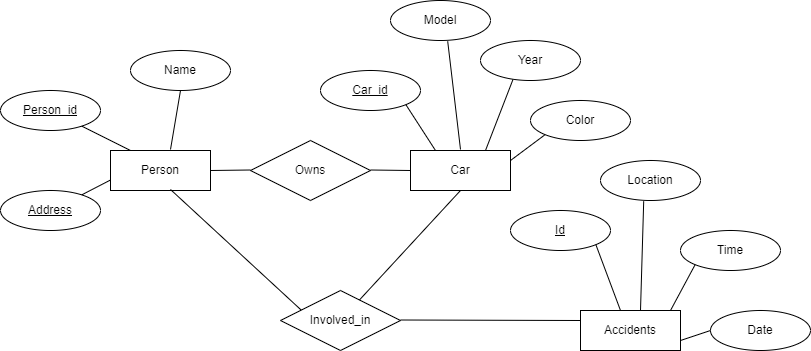 Model
Name
Year
Car_id
Person_id
Color
Person
Owns
Car
Location
Address
Id
Time
Involved_in
Accidents
Date